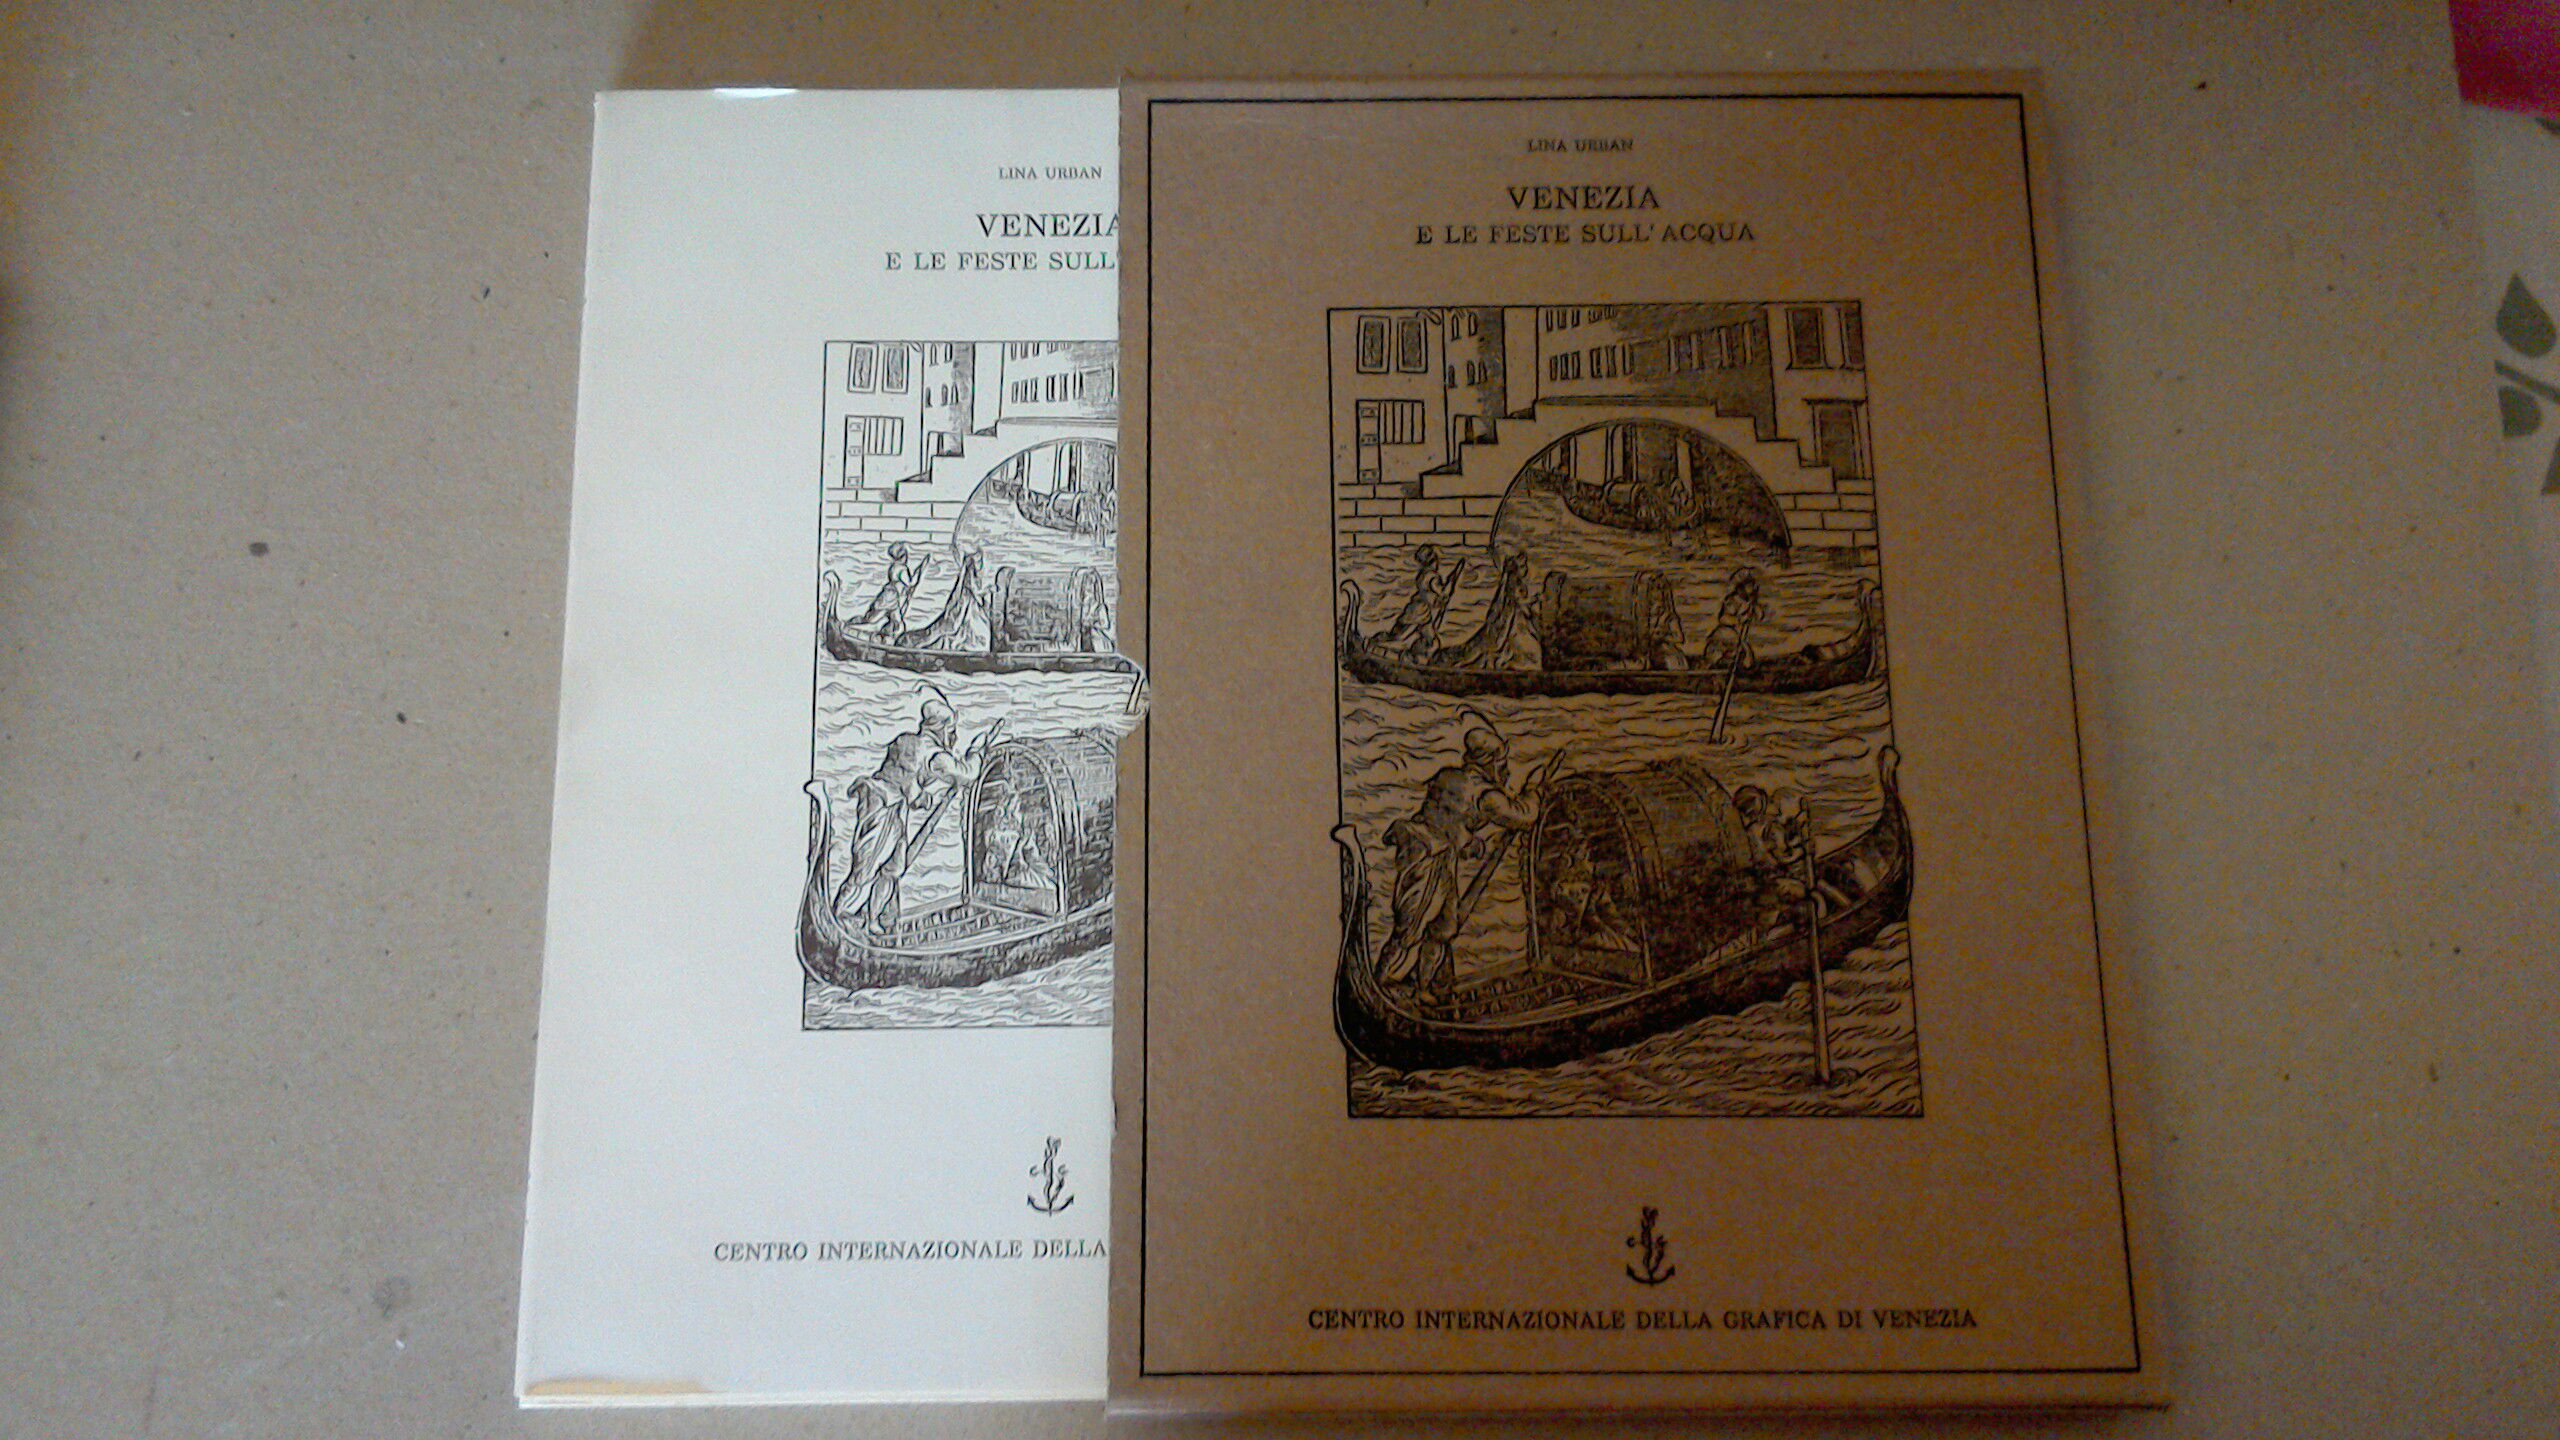 LINA URBAN
VENEZIA
E LE FESTE SULL'
CENTRO INTERNAZIONALE DELLA
LINA URBAN
VENEZIA
E LE FESTE SULL'ACQUA
C G
CENTRO INTERNAZIONALE DELLA GRAFICA DI VENEZIA